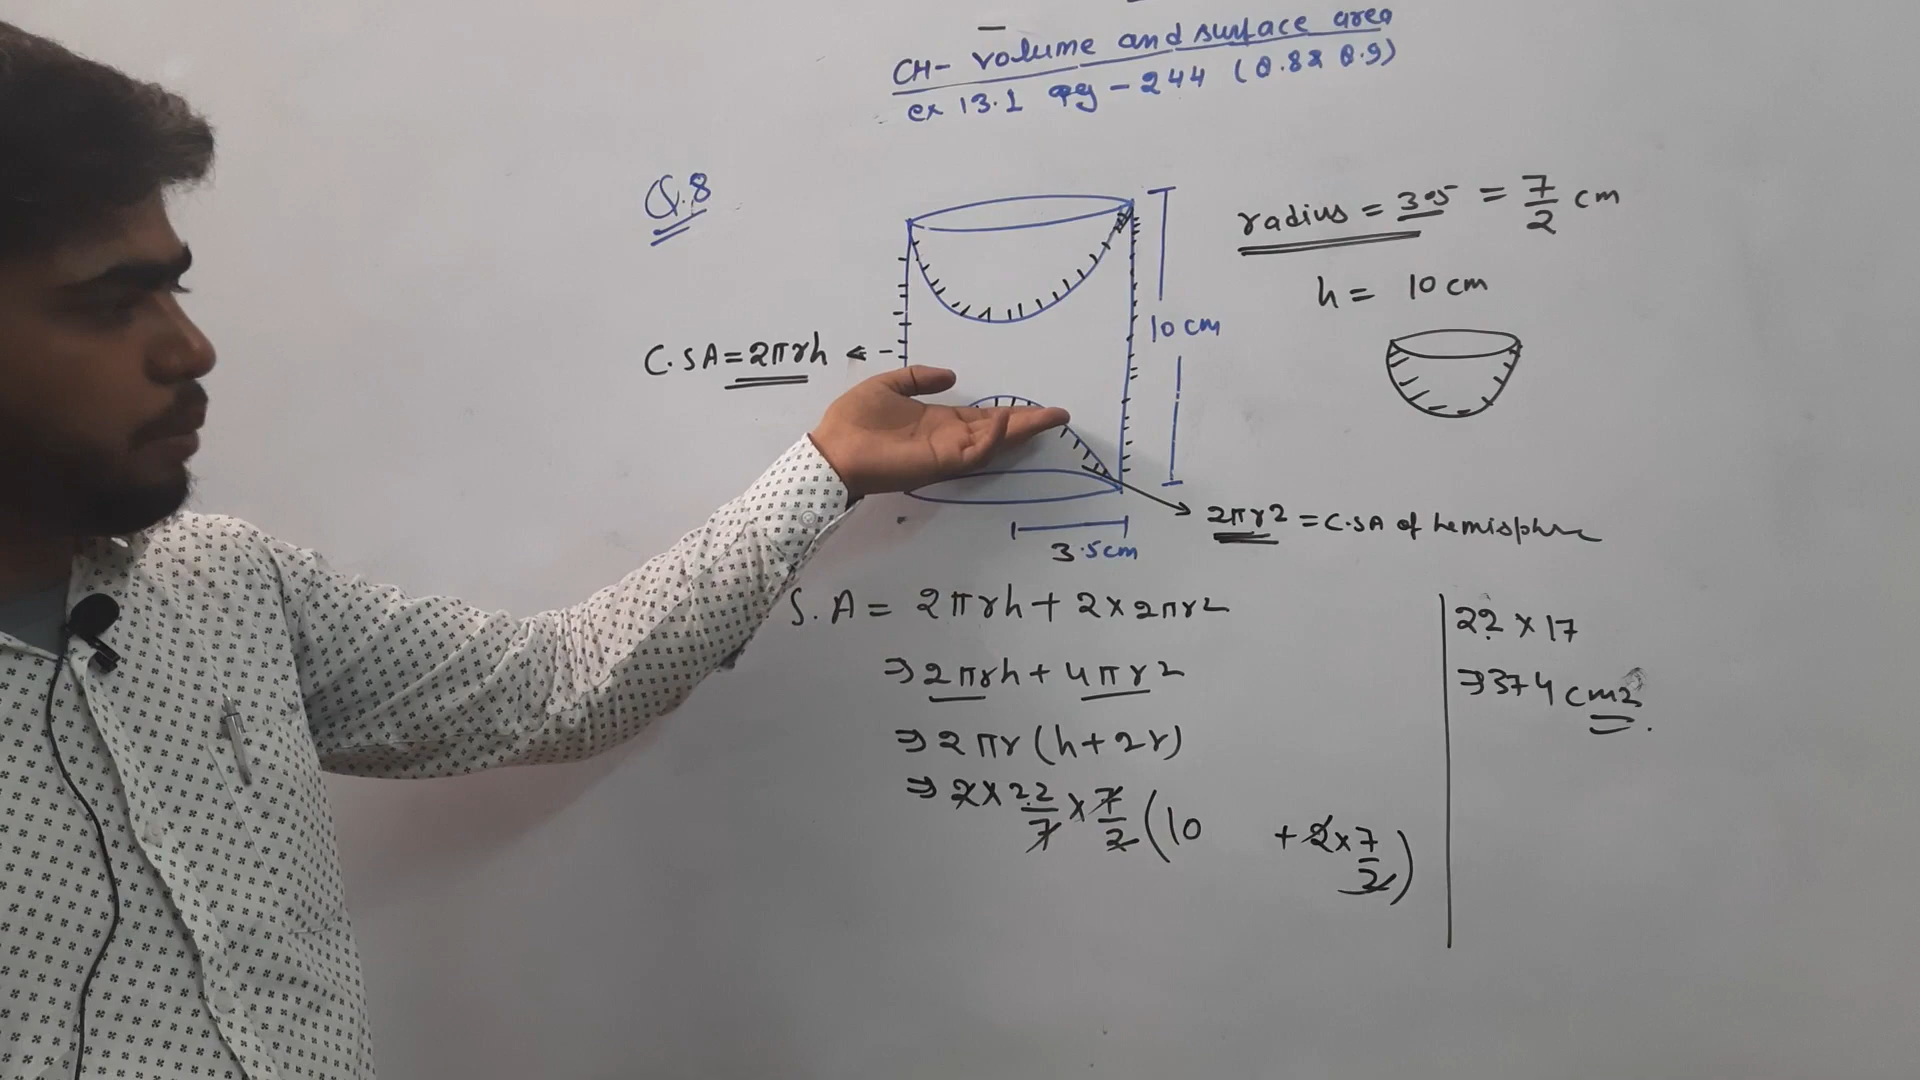 CH- volume and surface area
ex 13.1 pg - 244 (Q.8 & Q.9)
Q.8
radius = 3.5 = 7/2 cm
h = 10 cm
10 cm
C.SA = 2πrh ←
2πr2 = C.SA of hemisphere
3.5cm
S.A = 2πrh + 2×2πr2
⇒ 2πrh + 4πr2
⇒ 2πr (h+2r)
⇒ 2 × 22/7 × 7/2 (10 + 2×7/2)
22 × 17
⇒ 374 cm2.